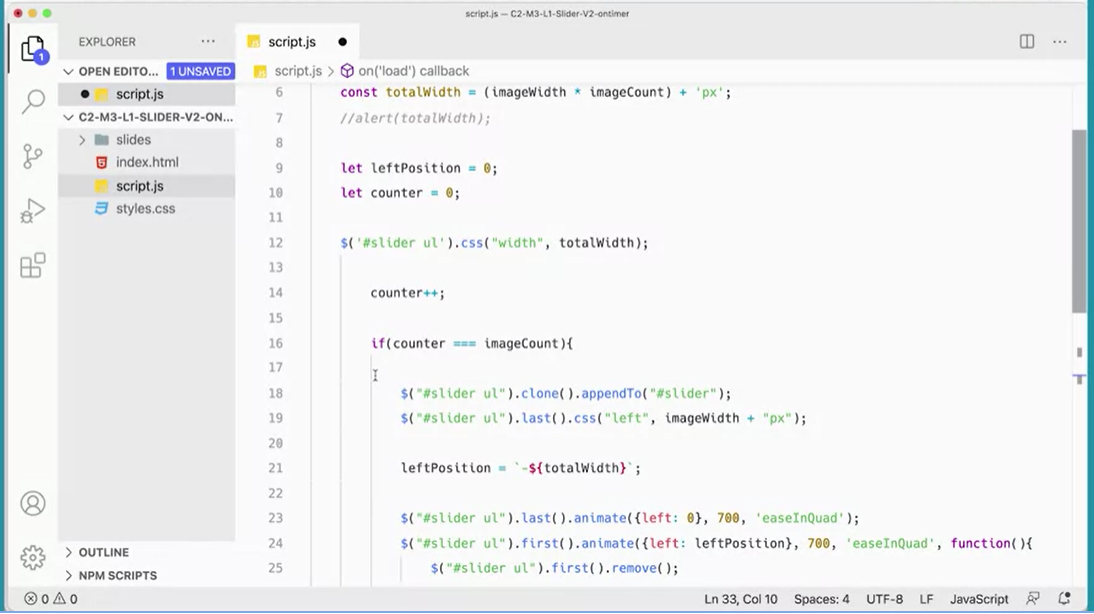 script.js — C2-M3-L1-Slider-V2-ontimer
EXPLORER
script.js
1
OPEN EDITO... 1 UNSAVED
script.js > on('load') callback
script.js
6 const totalWidth = (imageWidth * imageCount) + 'px';
C2-M3-L1-SLIDER-V2-ON...
7 //alert(totalWidth);
slides
8
index.html
9 let leftPosition = 0;
script.js
10 let counter = 0;
styles.css
11
12 $('#slider ul').css("width", totalWidth);
13
14 counter++;
15
16 if(counter === imageCount){
17
18 $("#slider ul").clone().appendTo("#slider");
19 $("#slider ul").last().css("left", imageWidth + "px");
20
21 leftPosition = `-${totalWidth}`;
22
23 $("#slider ul").last().animate({left: 0}, 700, 'easeInQuad');
24 $("#slider ul").first().animate({left: leftPosition}, 700, 'easeInQuad', function(){
25 $("#slider ul").first().remove();
OUTLINE
NPM SCRIPTS
0 0
Ln 33, Col 10 Spaces: 4 UTF-8 LF JavaScript